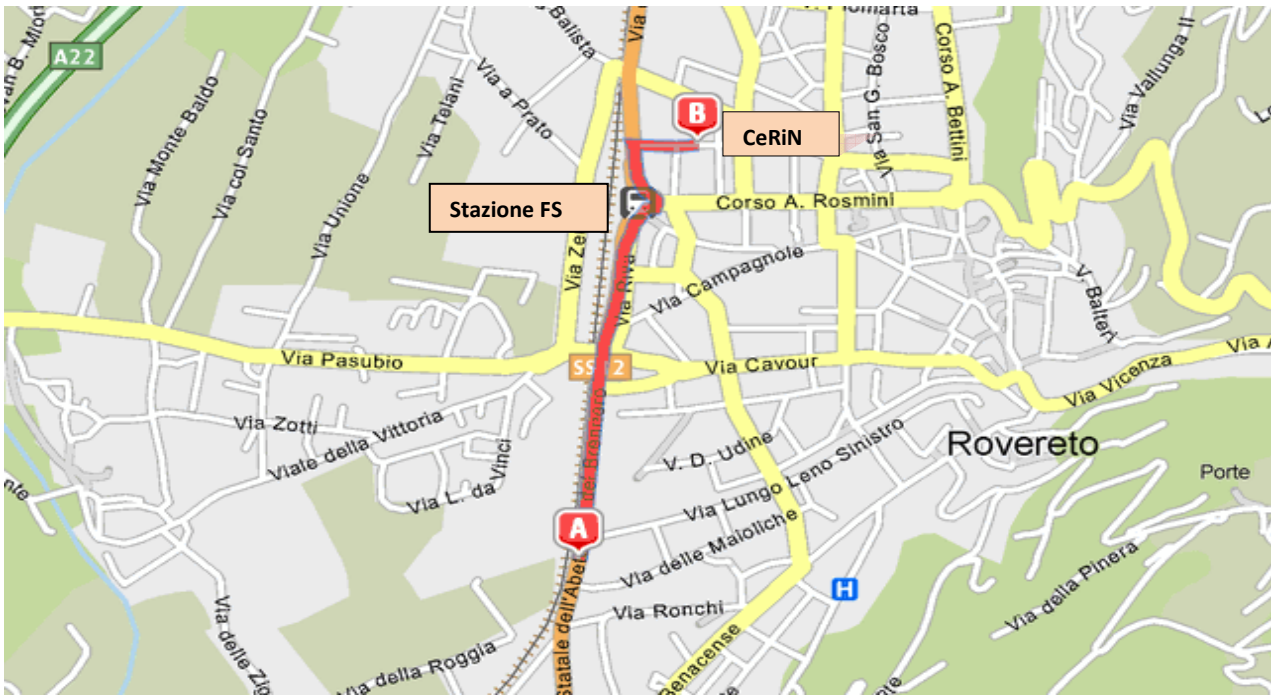 A22
Via Monte Baldo
Via col Santo
Via Unione
Via Telani
Via a Prato
Balista
B
CeRiN
Via San G. Bosco
Corso A. Bettini
Via Vallunga II
Stazione FS
Corso A. Rosmini
Via Riva
Via Campagnole
V. Balteri
Via Pasubio
Via Cavour
Via Vicenza
Via Zotti
Viale della Vittoria
Via L. da Vinci
V. D. Udine
Via Lungo Leno Sinistro
Rovereto
Porte
A
Via delle Maioliche
H
Via Ronchi
Via della Pinera
Via della Roggia
Benacense